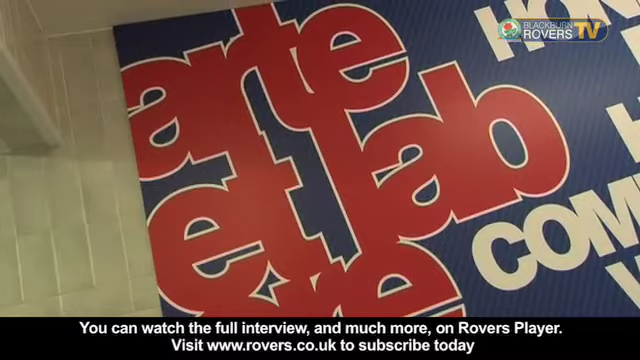 BLACKBURN
ROVERS TV
arte
et lab
COM
You can watch the full interview, and much more, on Rovers Player.
Visit www.rovers.co.uk to subscribe today